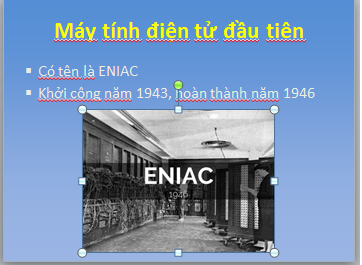 Máy tính điện tử đầu tiên
Có tên là ENIAC
Khởi công năm 1943, hoàn thành năm 1946
ENIAC
1946